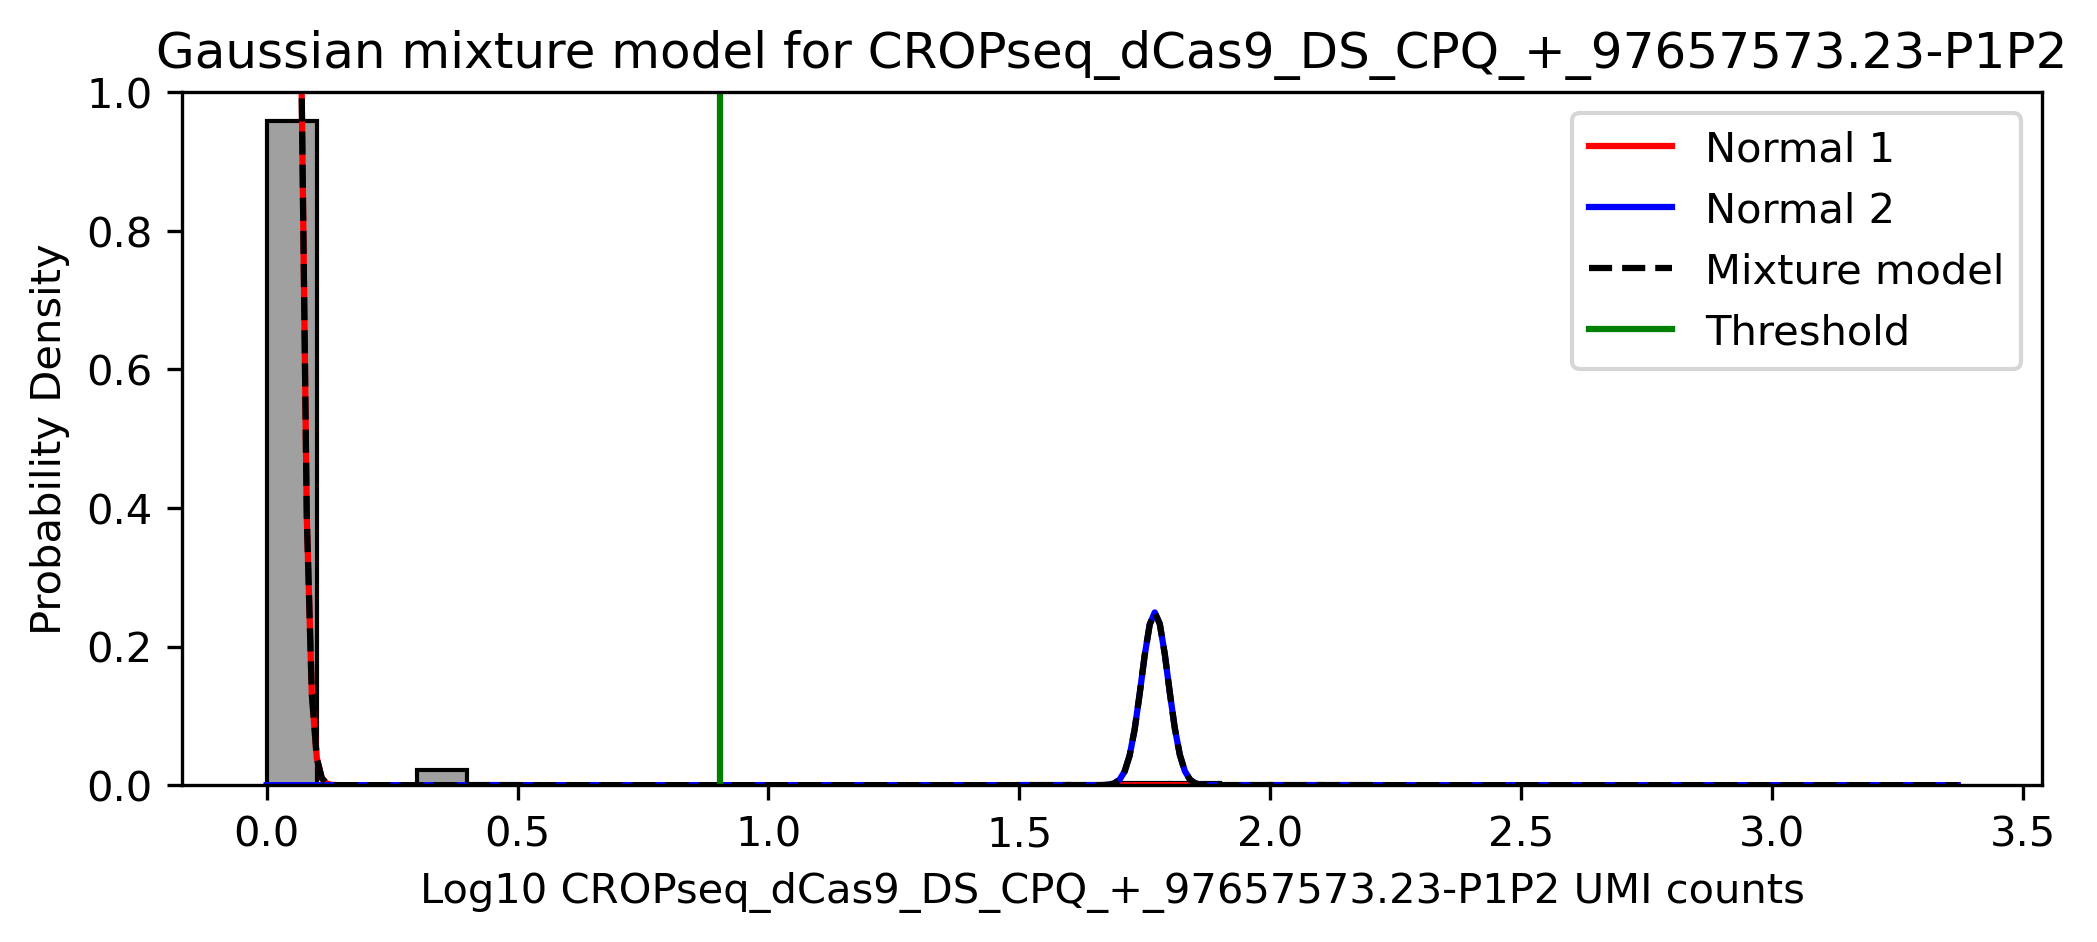 Gaussian mixture model for CROPseq_dCas9_DS_CPQ_+_97657573.23-P1P2
1.0
0.8
0.6
0.4
0.2
0.0
Probability Density
Normal 1
Normal 2
Mixture model
Threshold
0.0 0.5 1.0 1.5 2.0 2.5 3.0 3.5
Log10 CROPseq_dCas9_DS_CPQ_+_97657573.23-P1P2 UMI counts